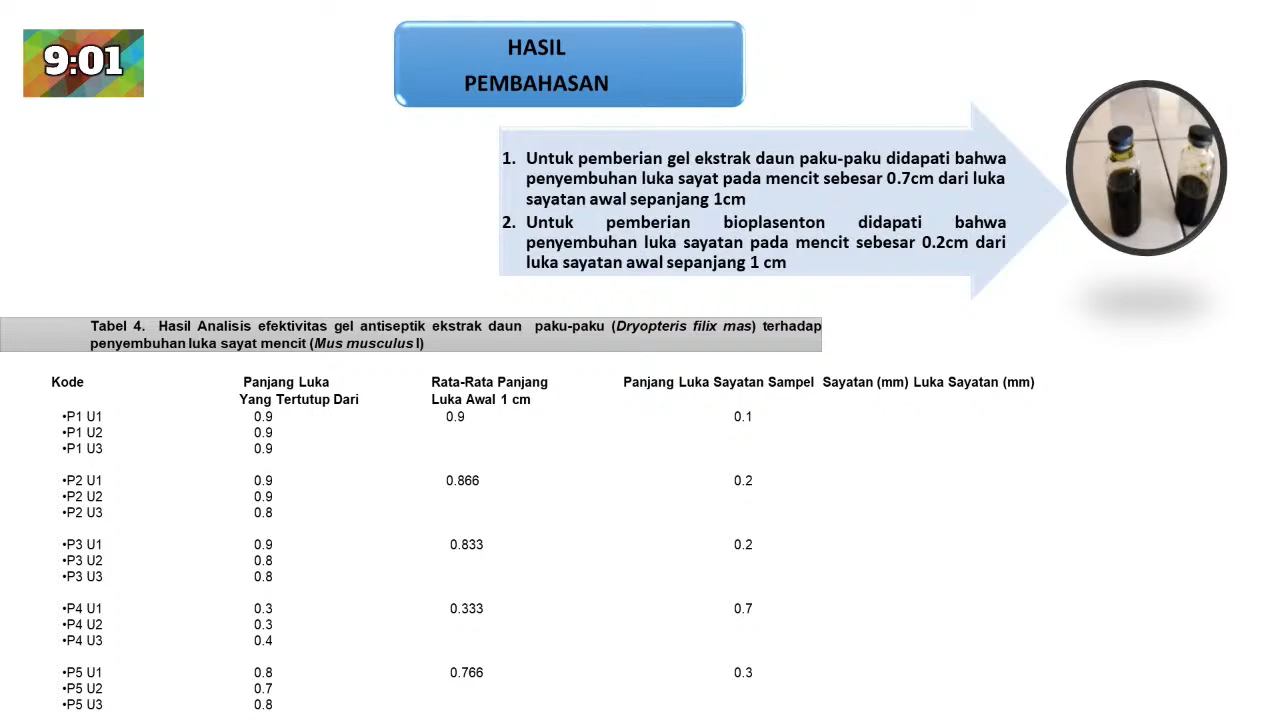 9:01
HASIL
PEMBAHASAN
1. Untuk pemberian gel ekstrak daun paku-paku didapati bahwa
penyembuhan luka sayat pada mencit sebesar 0.7cm dari luka
sayatan awal sepanjang 1cm
2. Untuk pemberian bioplasenton didapati bahwa
penyembuhan luka sayatan pada mencit sebesar 0.2cm dari
luka sayatan awal sepanjang 1 cm
Tabel 4. Hasil Analisis efektivitas gel antiseptik ekstrak daun paku-paku (Dryopteris filix mas) terhadap
penyembuhan luka sayat mencit (Mus musculus l)
Kode Panjang Luka Rata-Rata Panjang Panjang Luka Sayatan Sampel Sayatan (mm) Luka Sayatan (mm)
Yang Tertutup Dari Luka Awal 1 cm
•P1 U1 0.9 0.9 0.1
•P1 U2 0.9
•P1 U3 0.9
•P2 U1 0.9 0.866 0.2
•P2 U2 0.9
•P2 U3 0.8
•P3 U1 0.9 0.833 0.2
•P3 U2 0.8
•P3 U3 0.8
•P4 U1 0.3 0.333 0.7
•P4 U2 0.3
•P4 U3 0.4
•P5 U1 0.8 0.766 0.3
•P5 U2 0.7
•P5 U3 0.8